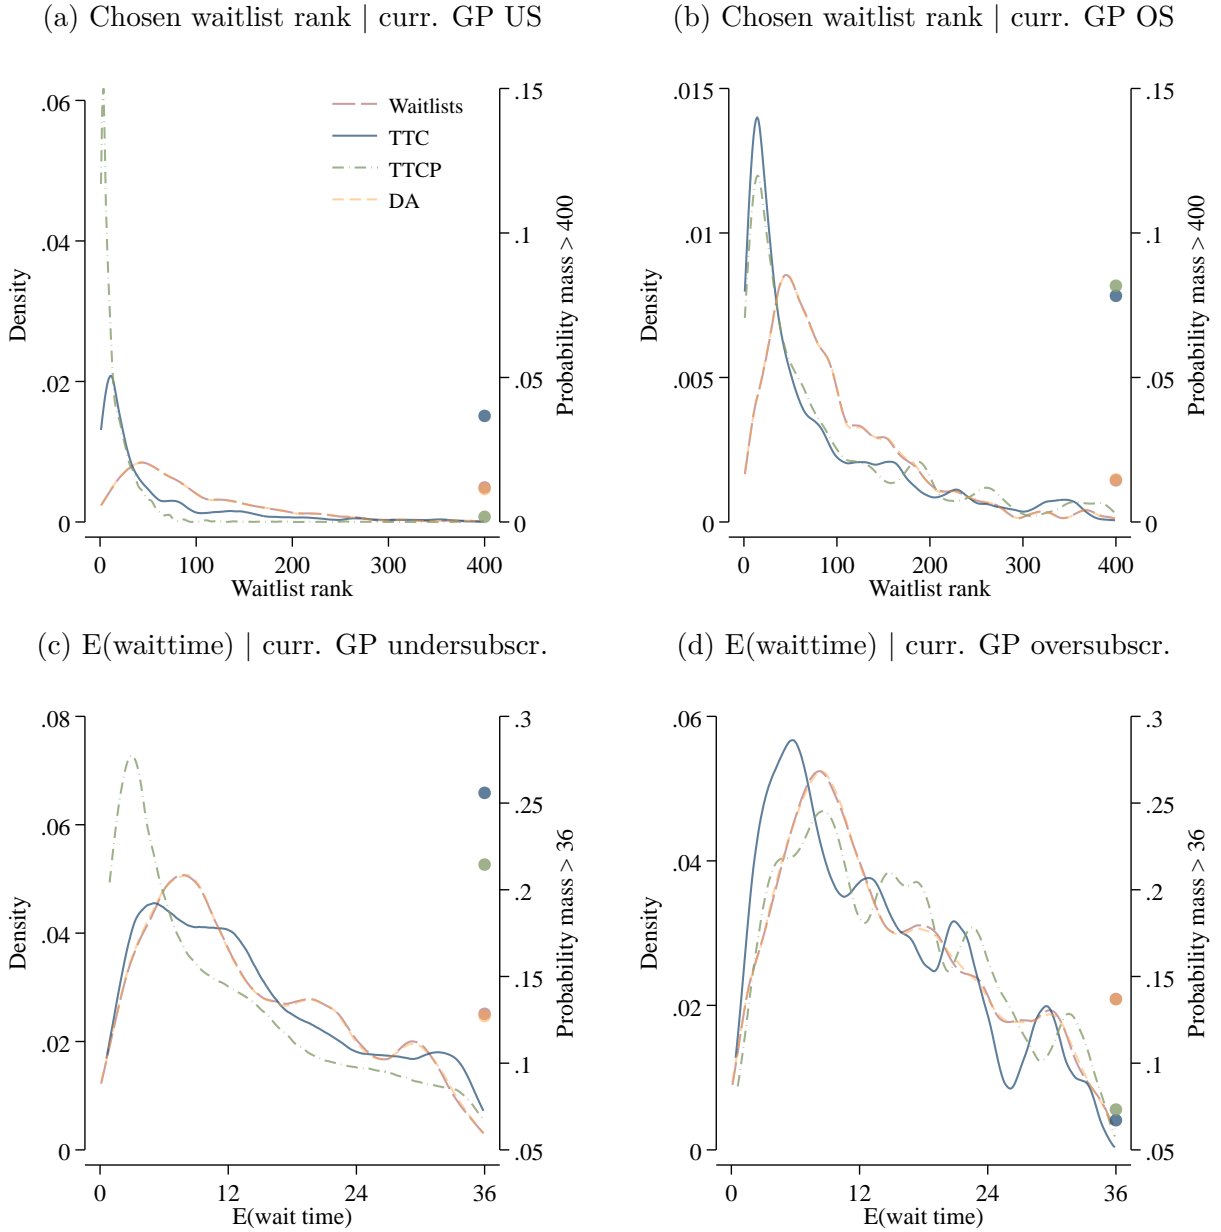 (a) Chosen waitlist rank | curr. GP US
.06
.04
.02
0
Density
.15
.1
.05
0
Probability mass > 400
Waitlists
TTC
TTCP
DA
0 100 200 300 400
Waitlist rank
(b) Chosen waitlist rank | curr. GP OS
.015
.01
.005
0
Density
.15
.1
.05
0
Probability mass > 400
0 100 200 300 400
Waitlist rank
(c) E(waittime) | curr. GP undersubscr.
.08
.06
.04
.02
0
Density
.3
.25
.2
.15
.1
.05
Probability mass > 36
0 12 24 36
E(wait time)
(d) E(waittime) | curr. GP oversubscr.
.06
.04
.02
0
Density
.3
.25
.2
.15
.1
.05
Probability mass > 36
0 12 24 36
E(wait time)